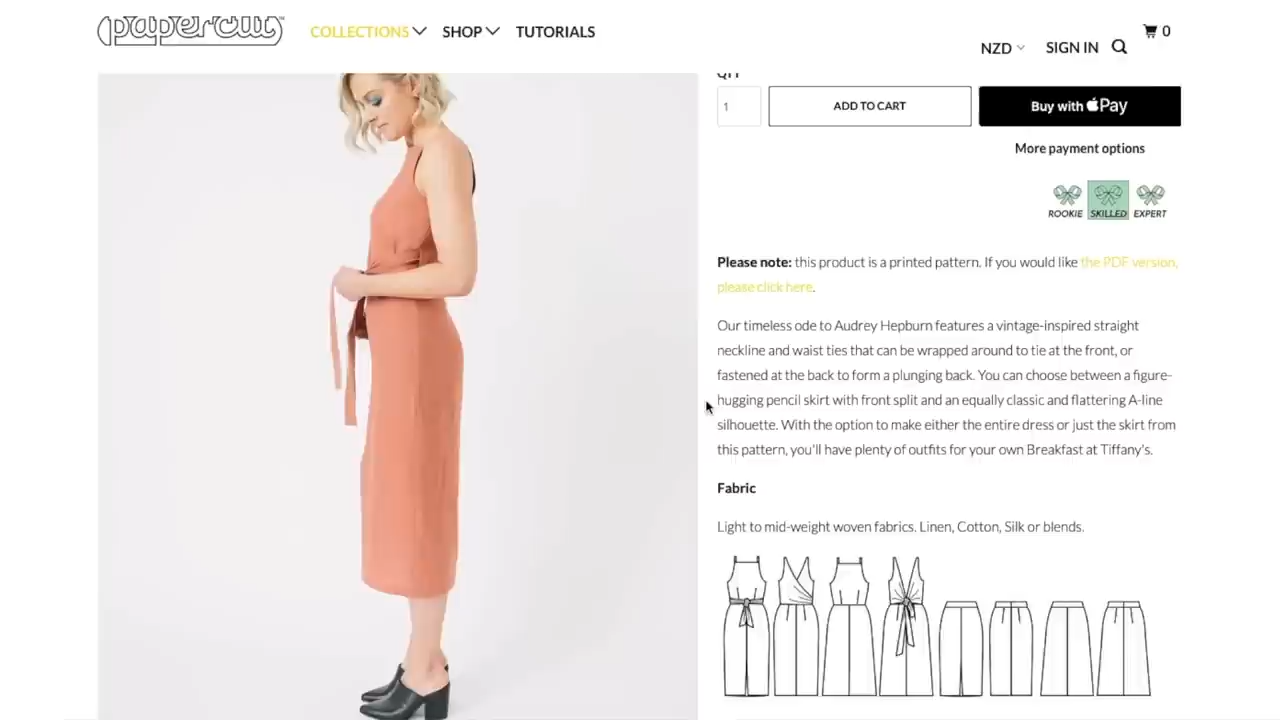 papercut
COLLECTIONS
SHOP
TUTORIALS
NZD
SIGN IN
0
QTY
1
ADD TO CART
Buy with Pay
More payment options
ROOKIE
SKILLED
EXPERT
Please note: this product is a printed pattern. If you would like the PDF version,
please click here.
Our timeless ode to Audrey Hepburn features a vintage-inspired straight
neckline and waist ties that can be wrapped around to tie at the front, or
fastened at the back to form a plunging back. You can choose between a figure-
hugging pencil skirt with front split and an equally classic and flattering A-line
silhouette. With the option to make either the entire dress or just the skirt from
this pattern, you'll have plenty of outfits for your own Breakfast at Tiffany's.
Fabric
Light to mid-weight woven fabrics. Linen, Cotton, Silk or blends.